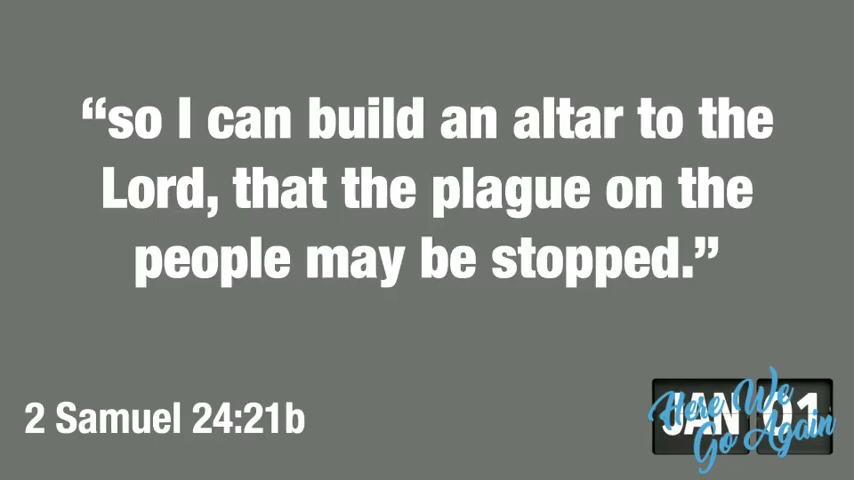 “so I can build an altar to the
Lord, that the plague on the
people may be stopped.”
2 Samuel 24:21b
JAN 01
Here We
Go Again